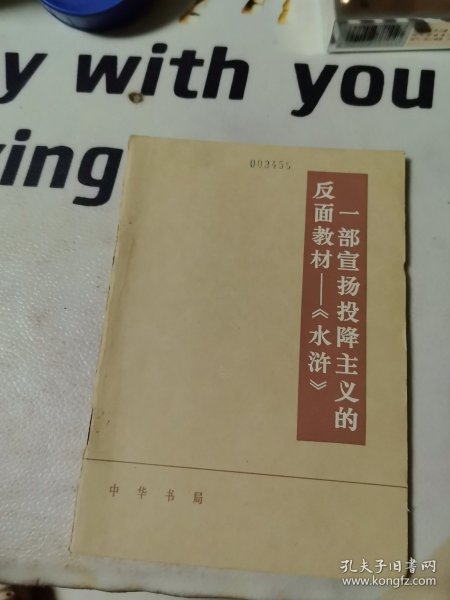 y with you
ying
002455
一部宣扬投降主义的
反面教材——《水浒》
中华书局
孔夫子旧书网
www.kongfz.com